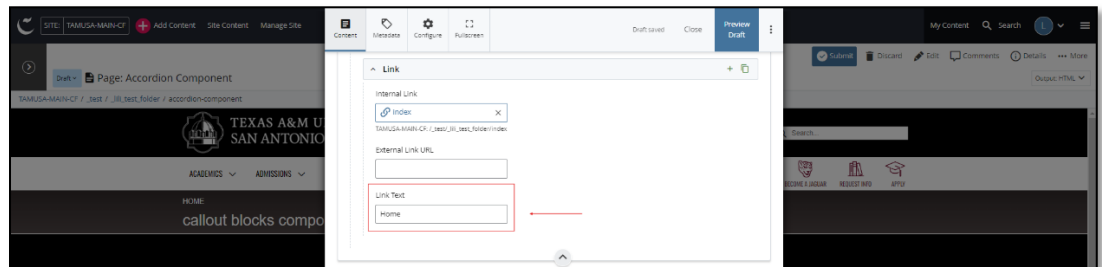 SITE: TAMUSA-MAIN-CF Add Content Site Content Manage Site
Content Metadata Configure Fullscreen Draft saved Close Preview Draft
My Content Search L
Submit Discard Edit Comments Details More
Draft Page: Accordion Component
Output: HTML
TAMUSA-MAIN-CF / _test / _lili_test_folder / accordion-component
Link
Internal Link
index
TAMUSA-MAIN-CF: /_test/_lili_test_folder/index
External Link URL
Link Text
Home
TEXAS A&M U
SAN ANTONIO
Search...
ACADEMICS ADMISSIONS
BECOME A JAGUAR REQUEST INFO APPLY
HOME
callout blocks compo